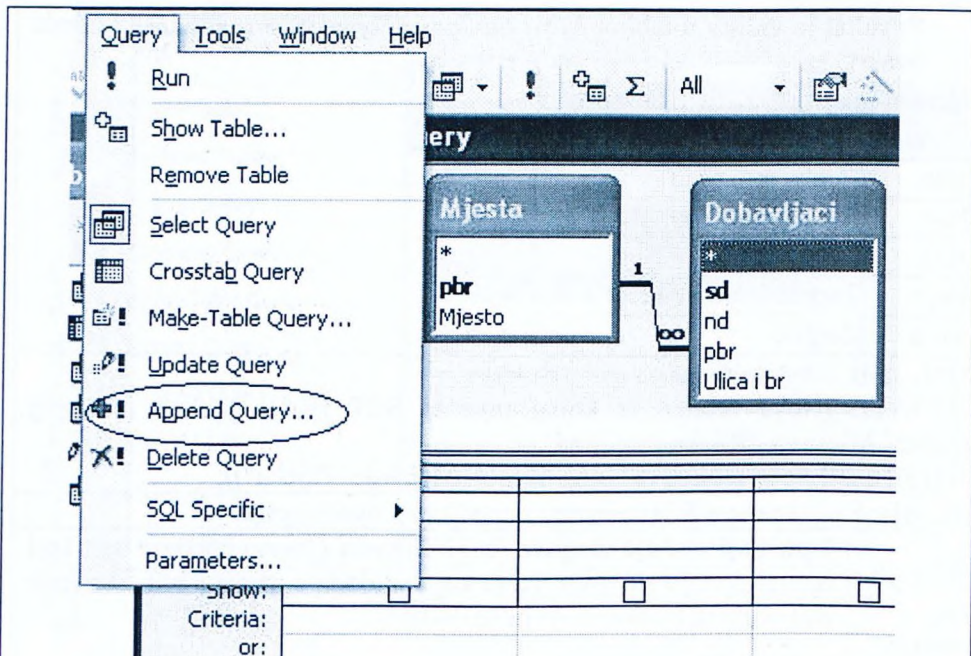 Query Tools Window Help
Run
All
Show Table...
ery
Remove Table
Select Query
Crosstab Query
Make-Table Query...
Update Query
Append Query...
Delete Query
SQL Specific
Parameters...
Mjesta
*
pbr
Mjesto
1
∞
Dobavljaci
*
sd
nd
pbr
Ulica i br
Show:
Criteria:
or: